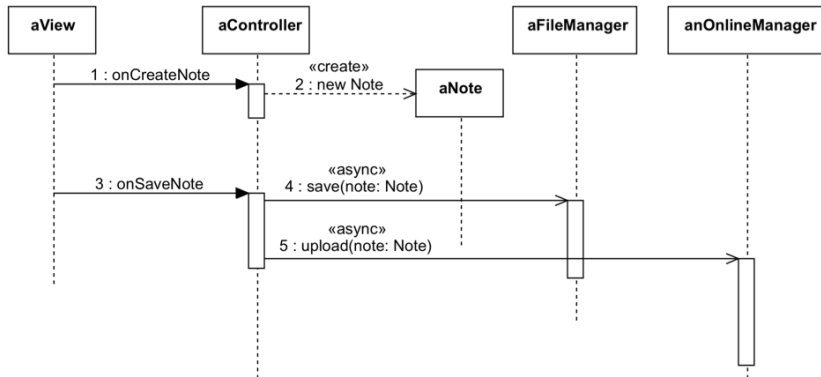 aView
aController
aFileManager
anOnlineManager
1 : onCreateNote
«create»
2 : new Note
aNote
3 : onSaveNote
«async»
4 : save(note: Note)
«async»
5 : upload(note: Note)